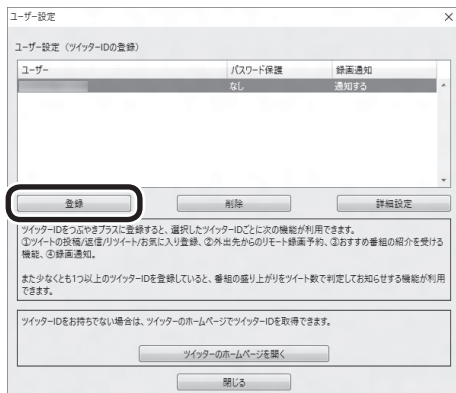 ユーザー設定
ユーザー設定（ツイッターIDの登録）
ユーザー パスワード保護 録画通知
なし 通知する
登録 削除 詳細設定
ツイッターIDをつぶやきプラスに登録すると、選択したツイッターIDごとに次の機能が利用できます。
①ツイートの投稿/返信/リツイート/お気に入り登録、②外出先からのリモート録画予約、③おすすめ番組の紹介を受ける
機能、④録画通知。
また少なくとも1つ以上のツイッターIDを登録していると、番組の盛り上がりをツイート数で判定してお知らせする機能が利用
できます。
ツイッターIDをお持ちでない場合は、ツイッターのホームページでツイッターIDを取得できます。
ツイッターのホームページを開く
閉じる